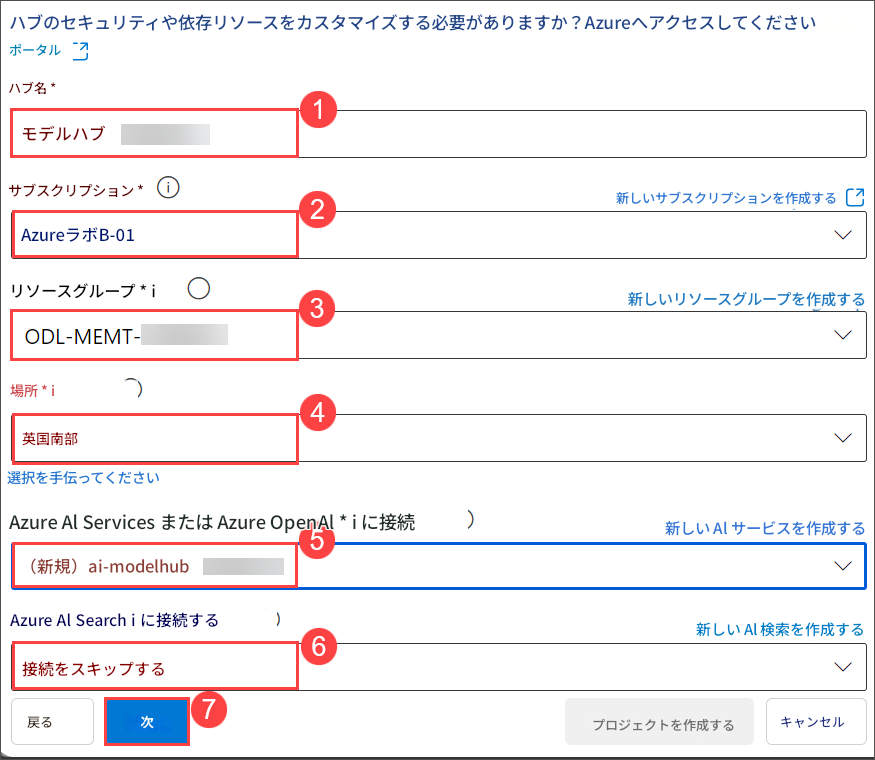 ハブのセキュリティや依存リソースをカスタマイズする必要がありますか？Azureへアクセスしてください
ポータル
ハブ名 *
1
モデルハブ
サブスクリプション * i
新しいサブスクリプションを作成する
2
AzureラボB-01
リソースグループ * i
新しいリソースグループを作成する
3
ODL-MEMT-
場所 * i
4
英国南部
選択を手伝ってください
Azure Al Services または Azure OpenAl * i に接続
新しい Al サービスを作成する
5
（新規）ai-modelhub
Azure Al Search i に接続する
新しい Al 検索を作成する
6
接続をスキップする
7
戻る
次
プロジェクトを作成する
キャンセル